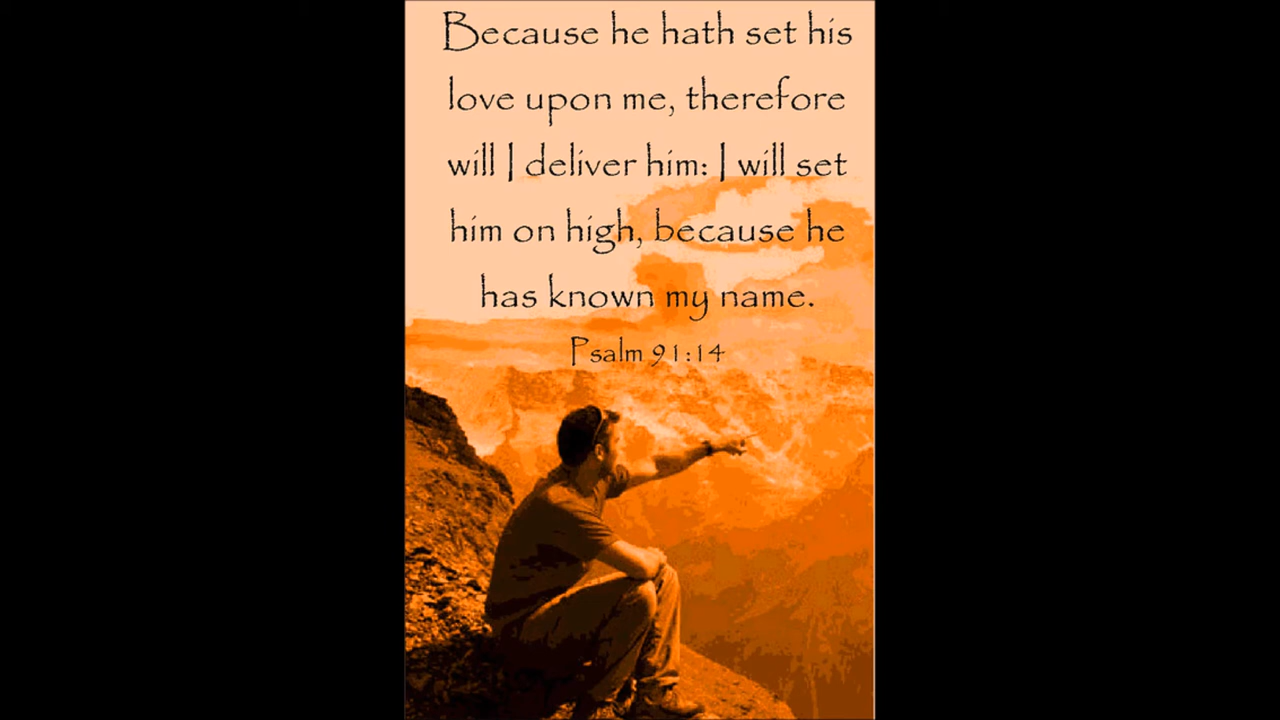 Because he hath set his
love upon me, therefore
will I deliver him: I will set
him on high, because he
has known my name.
Psalm 91:14